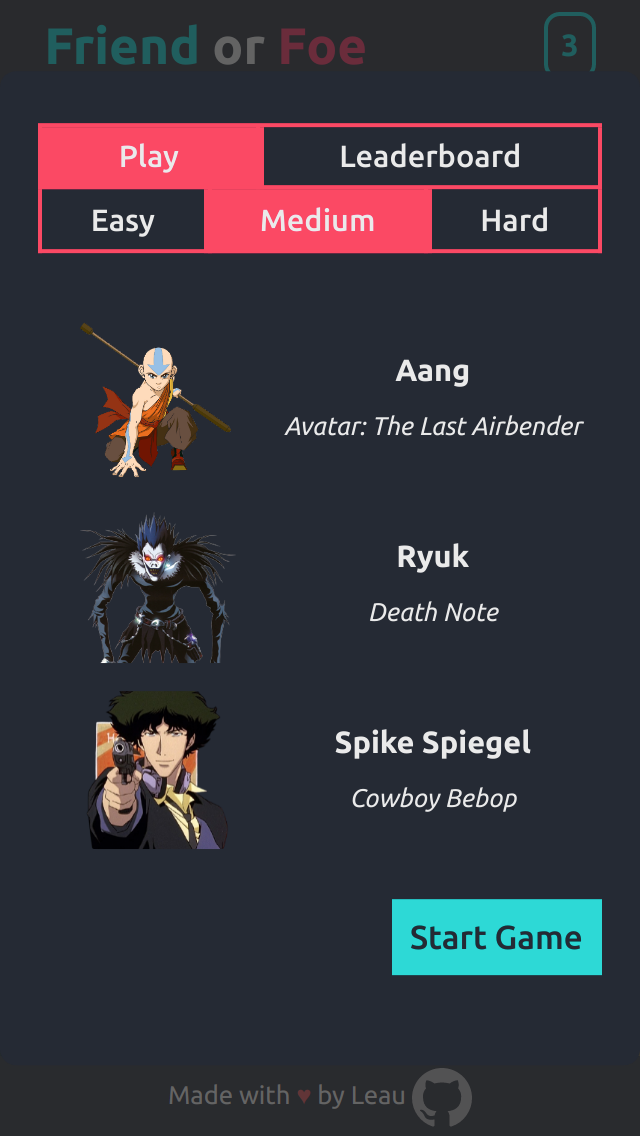 Friend or Foe 3
Play Leaderboard
Easy Medium Hard
Aang
Avatar: The Last Airbender
Ryuk
Death Note
Spike Spiegel
Cowboy Bebop
Start Game
Made with ♥ by Leau